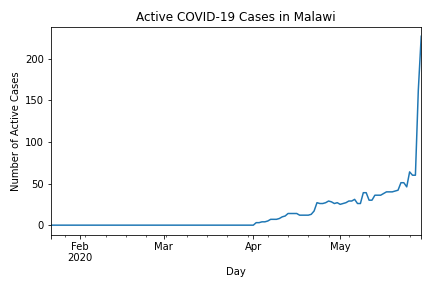 Active COVID-19 Cases in Malawi
Number of Active Cases
200
150
100
50
0
Feb
2020
Mar
Apr
May
Day